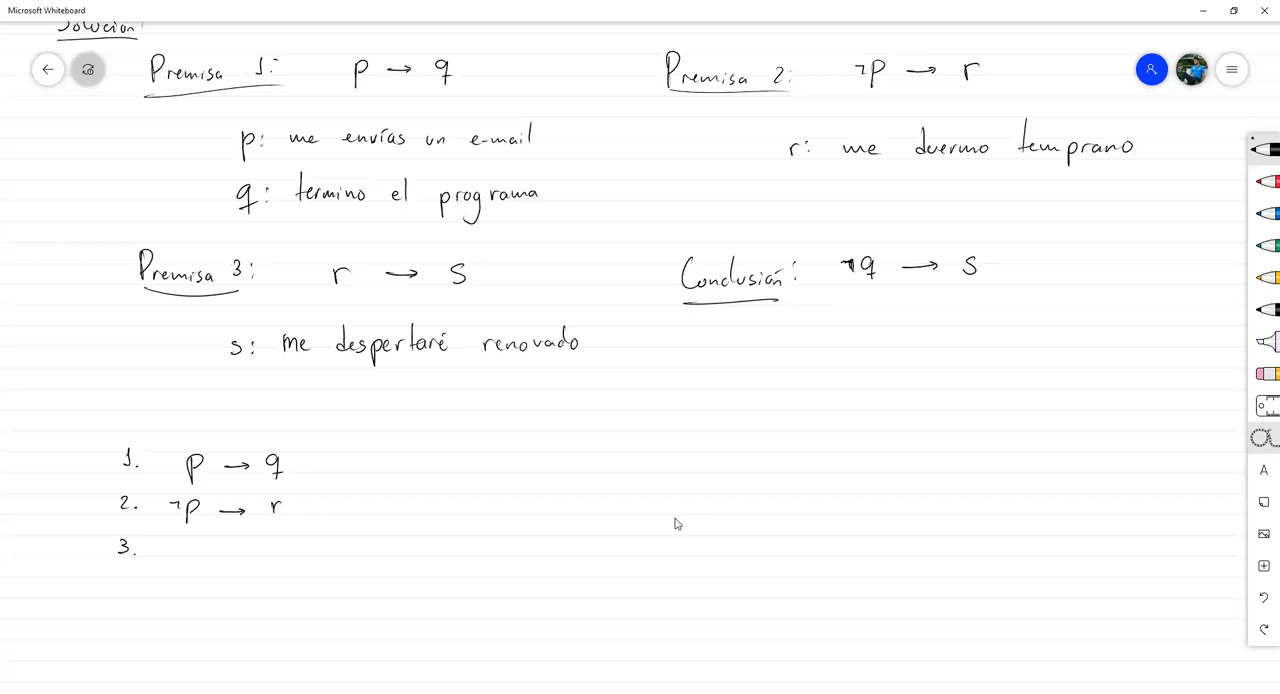 Microsoft Whiteboard
Solución:
Premisa 1: p → q
Premisa 2: ¬p → r
p: me envías un e-mail
r: me duermo temprano
q: termino el programa
Premisa 3: r → s
Conclusión: ¬q → s
s: me despertaré renovado
1. p → q
2. ¬p → r
3.